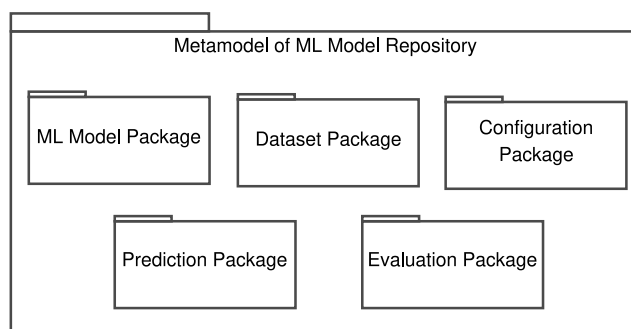 Metamodel of ML Model Repository
ML Model Package
Dataset Package
Configuration
Package
Prediction Package
Evaluation Package